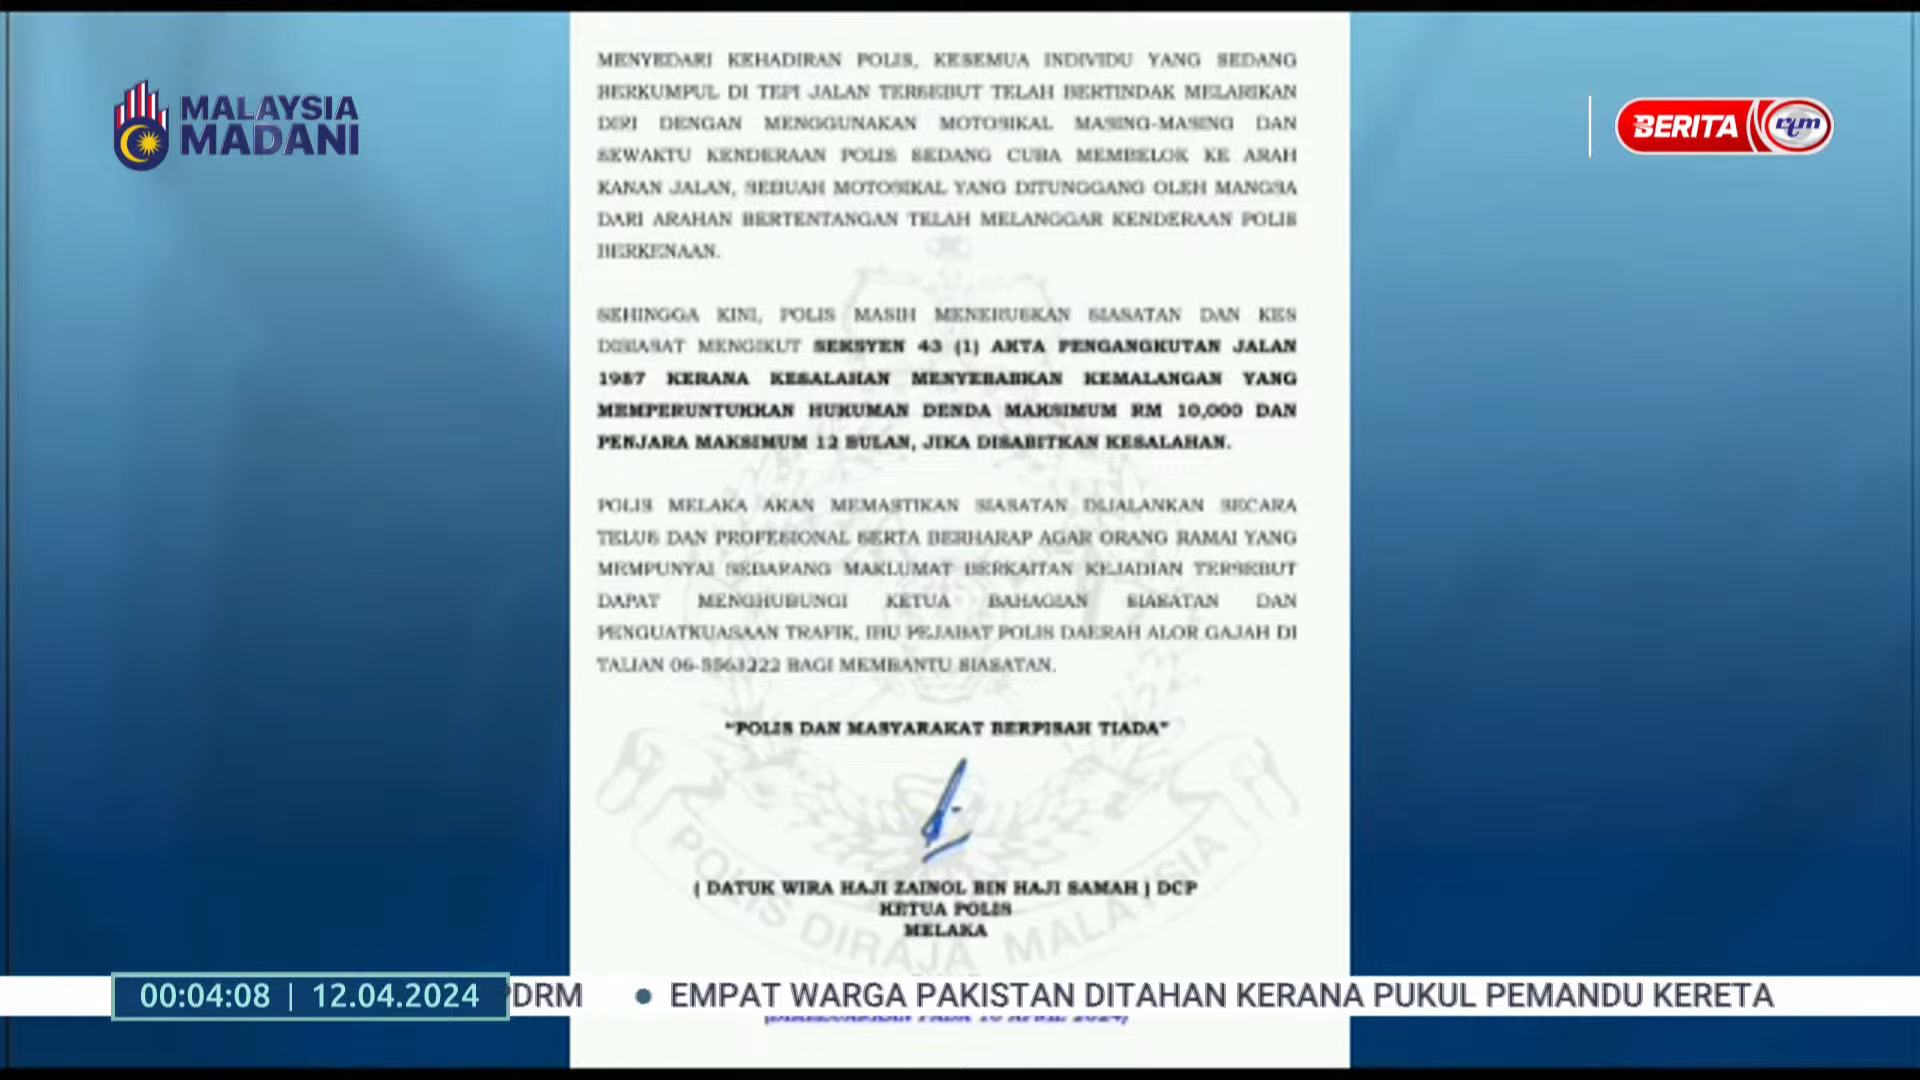 MALAYSIA
MADANI
BERITA rtm
MENYEDARI KEHADIRAN POLIS, KESEMUA INDIVIDU YANG SEDANG
BERKUMPUL DI TEPI JALAN TERSEBUT TELAH BERTINDAK MELARIKAN
DIRI DENGAN MENGGUNAKAN MOTOSIKAL MASING-MASING DAN
SEWAKTU KENDERAAN POLIS SEDANG CUBA MEMBELOK KE ARAH
KANAN JALAN, SEBUAH MOTOSIKAL YANG DITUNGGANG OLEH MANGSA
DARI ARAHAN BERTENTANGAN TELAH MELANGGAR KENDERAAN POLIS
BERKENAAN.
SEHINGGA KINI, POLIS MASIH MENERUSKAN SIASATAN DAN KES
DISIASAT MENGIKUT SEKSYEN 43 (1) AKTA PENGANGKUTAN JALAN
1987 KERANA KESALAHAN MENYEBABKAN KEMALANGAN YANG
MEMPERUNTUKKAN HUKUMAN DENDA MAKSIMUM RM 10,000 DAN
PENJARA MAKSIMUM 12 BULAN, JIKA DISABITKAN KESALAHAN.
POLIS MELAKA AKAN MEMASTIKAN SIASATAN DIJALANKAN SECARA
TELUS DAN PROFESIONAL SERTA BERHARAP AGAR ORANG RAMAI YANG
MEMPUNYAI SEBARANG MAKLUMAT BERKAITAN KEJADIAN TERSEBUT
DAPAT MENGHUBUNGI KETUA BAHAGIAN SIASATAN DAN
PENGUATKUASAAN TRAFIK, IBU PEJABAT POLIS DAERAH ALOR GAJAH DI
TALIAN 06-5563222 BAGI MEMBANTU SIASATAN.
"POLIS DAN MASYARAKAT BERPISAH TIADA"
( DATUK WIRA HAJI ZAINOL BIN HAJI SAMAH ) DCP
KETUA POLIS
MELAKA
POLIS DIRAJA MALAYSIA
00:04:08 | 12.04.2024 PDRM • EMPAT WARGA PAKISTAN DITAHAN KERANA PUKUL PEMANDU KERETA